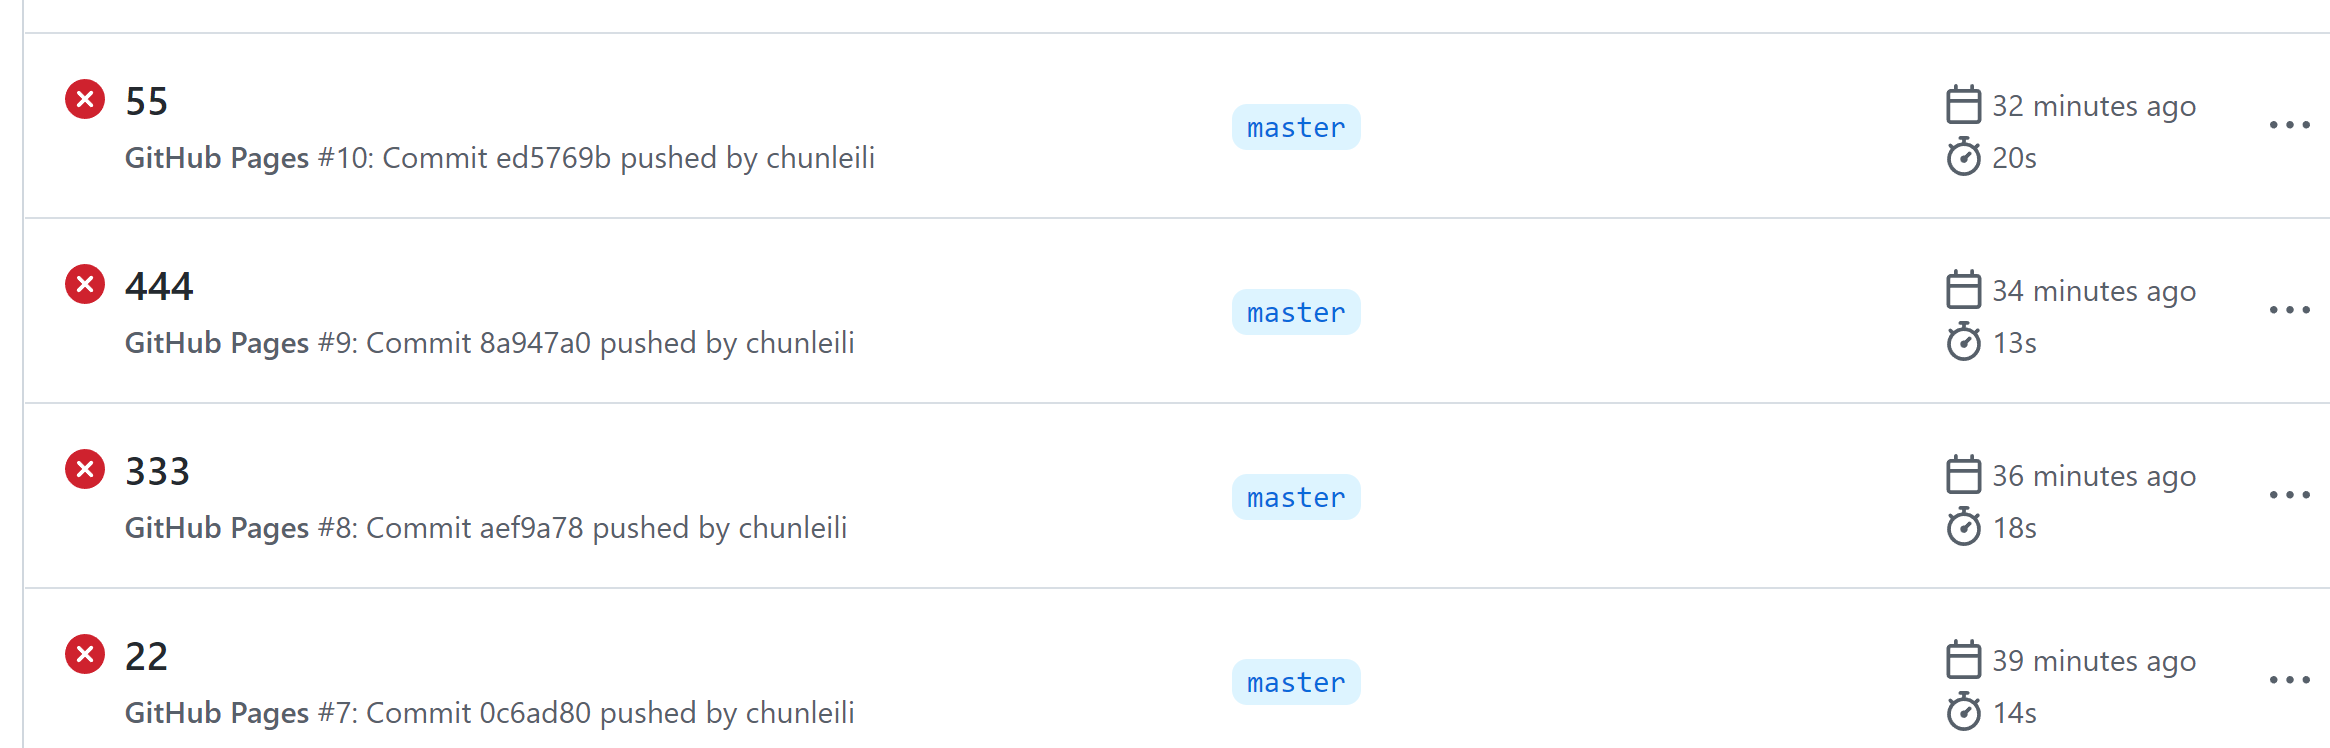 55
master
32 minutes ago
GitHub Pages #10: Commit ed5769b pushed by chunleili
20s
444
master
34 minutes ago
GitHub Pages #9: Commit 8a947a0 pushed by chunleili
13s
333
master
36 minutes ago
GitHub Pages #8: Commit aef9a78 pushed by chunleili
18s
22
master
39 minutes ago
GitHub Pages #7: Commit 0c6ad80 pushed by chunleili
14s